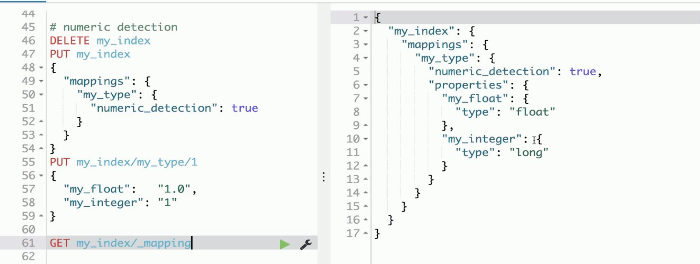 44
45 # numeric detection
46 DELETE my_index
47 PUT my_index
48 {
49 "mappings": {
50 "my_type": {
51 "numeric_detection": true
52 }
53 }
54 }
55 PUT my_index/my_type/1
56 {
57 "my_float": "1.0",
58 "my_integer": "1"
59 }
60
61 GET my_index/_mapping
62
1 {
2 "my_index": {
3 "mappings": {
4 "my_type": {
5 "numeric_detection": true,
6 "properties": {
7 "my_float": {
8 "type": "float"
9 },
10 "my_integer": {
11 "type": "long"
12 }
13 }
14 }
15 }
16 }
17 }